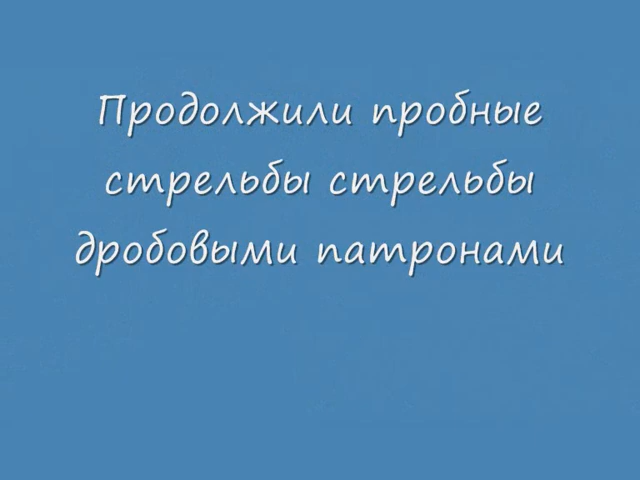 Продолжили пробные
стрельбы стрельбы
дробовыми патронами